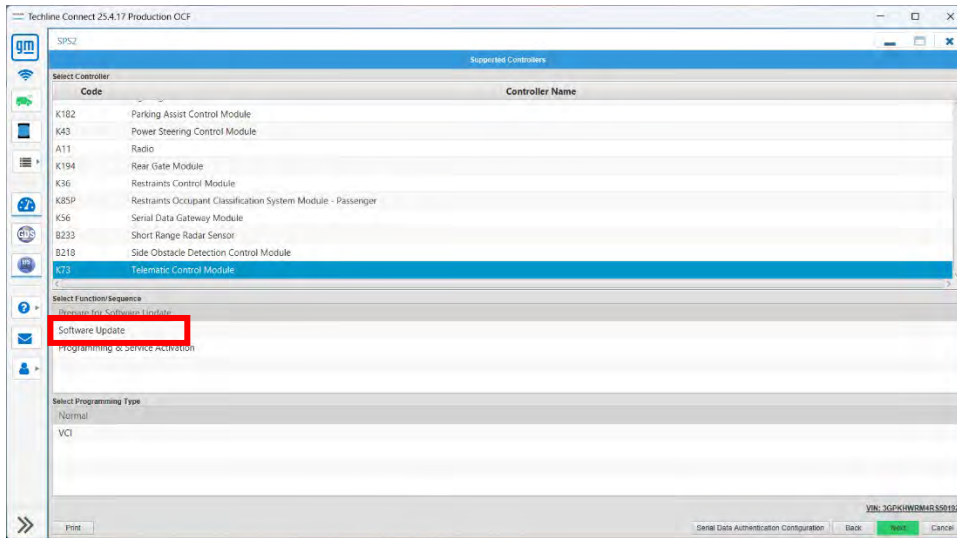 Techline Connect 25.4.17 Production OCF
gm
SPS2
Supported Controllers
Select Controller
Code Controller Name
K182 Parking Assist Control Module
K43 Power Steering Control Module
A11 Radio
K194 Rear Gate Module
K36 Restraints Control Module
K85P Restraints Occupant Classification System Module - Passenger
K56 Serial Data Gateway Module
B233 Short Range Radar Sensor
B218 Side Obstacle Detection Control Module
K73 Telematic Control Module
Select Function/Sequence
Prepare for Software Update
Software Update
Programming & Service Activation
Select Programming Type
Normal
VCI
Print Serial Data Authentication Configuration Back Next Cancel